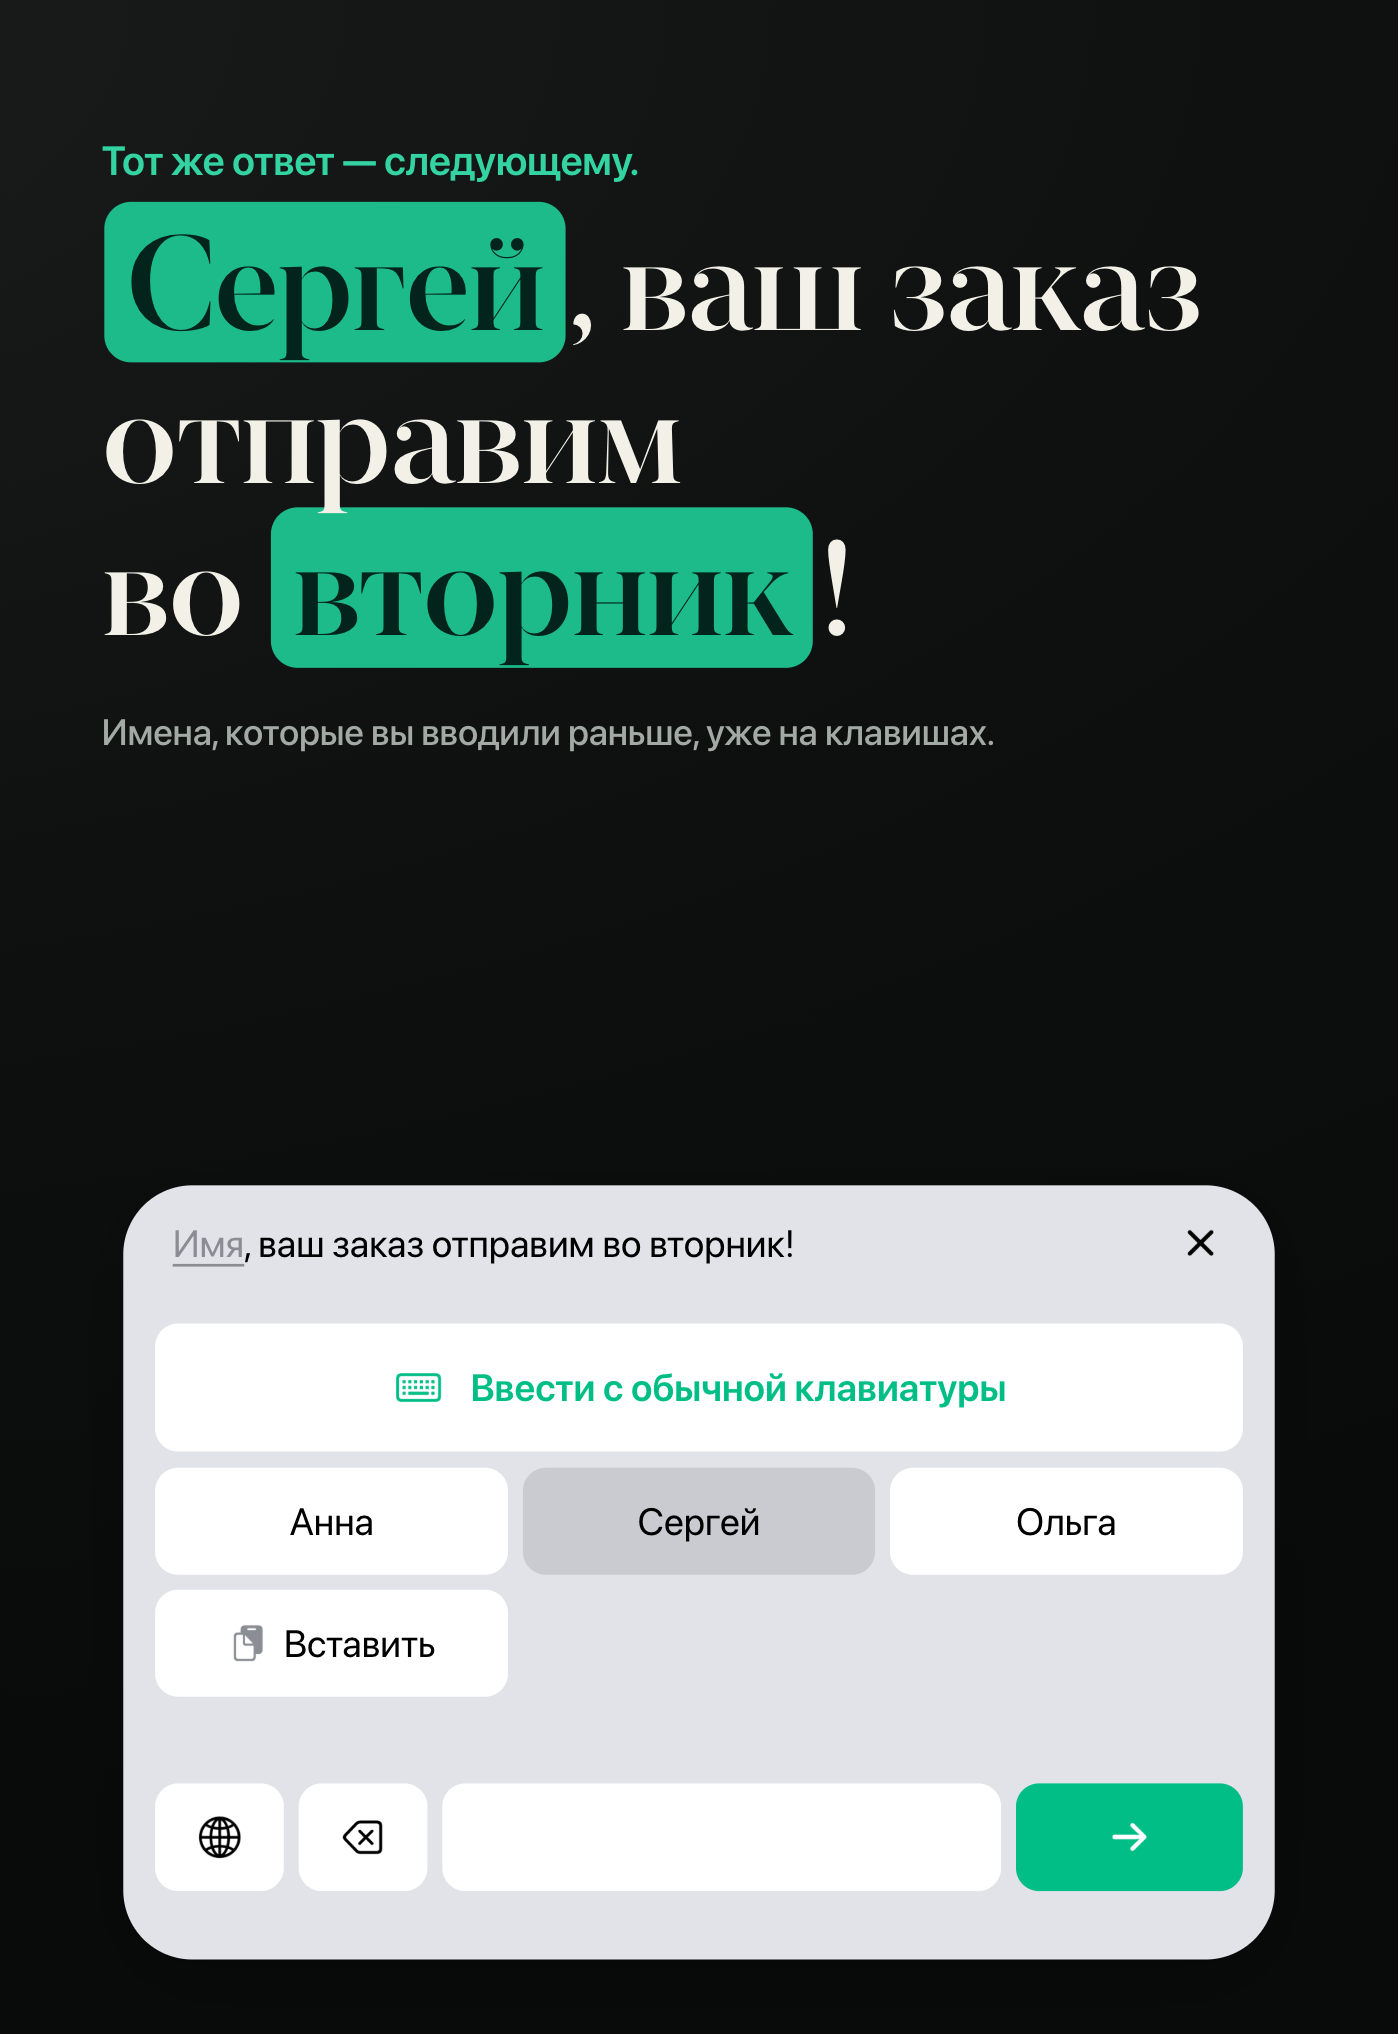 Тот же ответ — следующему.
Сергей, ваш заказ
отправим
во вторник!
Имена, которые вы вводили раньше, уже на клавишах.
Имя, ваш заказ отправим во вторник!
Ввести с обычной клавиатуры
Анна
Сергей
Ольга
Вставить